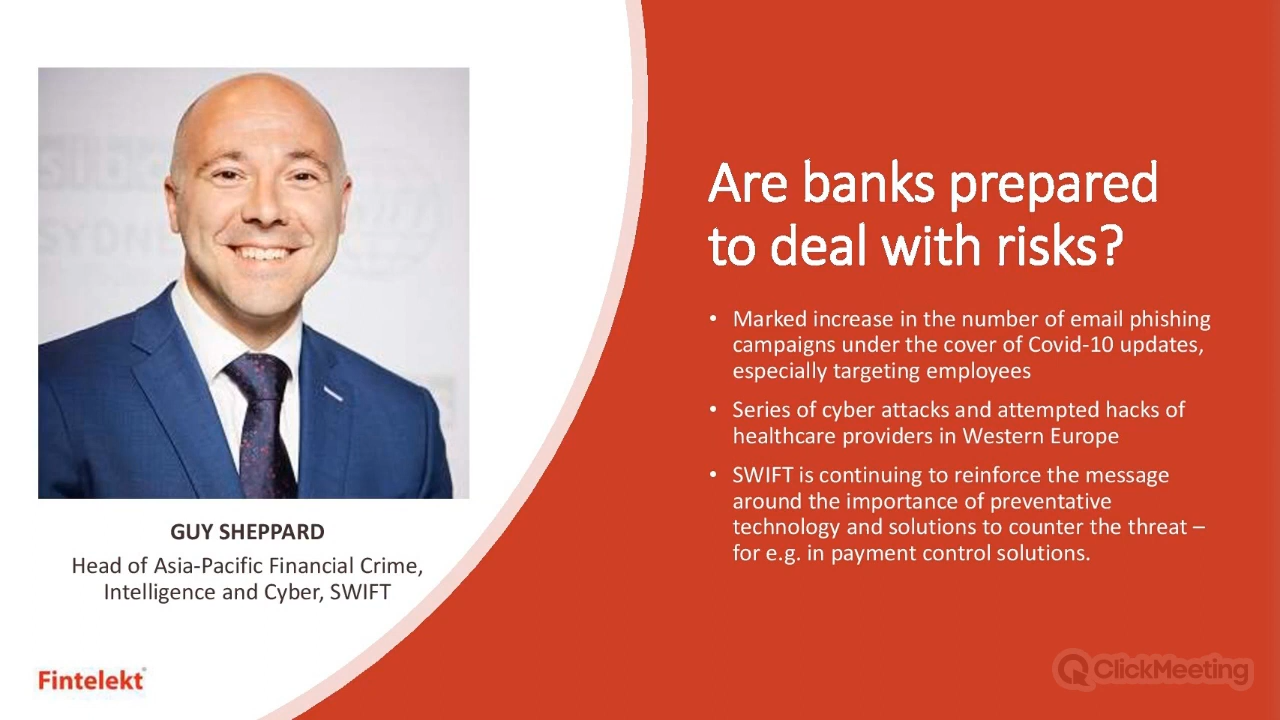 GUY SHEPPARD
Head of Asia-Pacific Financial Crime,
Intelligence and Cyber, SWIFT
Fintelekt
Are banks prepared
to deal with risks?
• Marked increase in the number of email phishing
campaigns under the cover of Covid-10 updates,
especially targeting employees
• Series of cyber attacks and attempted hacks of
healthcare providers in Western Europe
• SWIFT is continuing to reinforce the message
around the importance of preventative
technology and solutions to counter the threat –
for e.g. in payment control solutions.
ClickMeeting